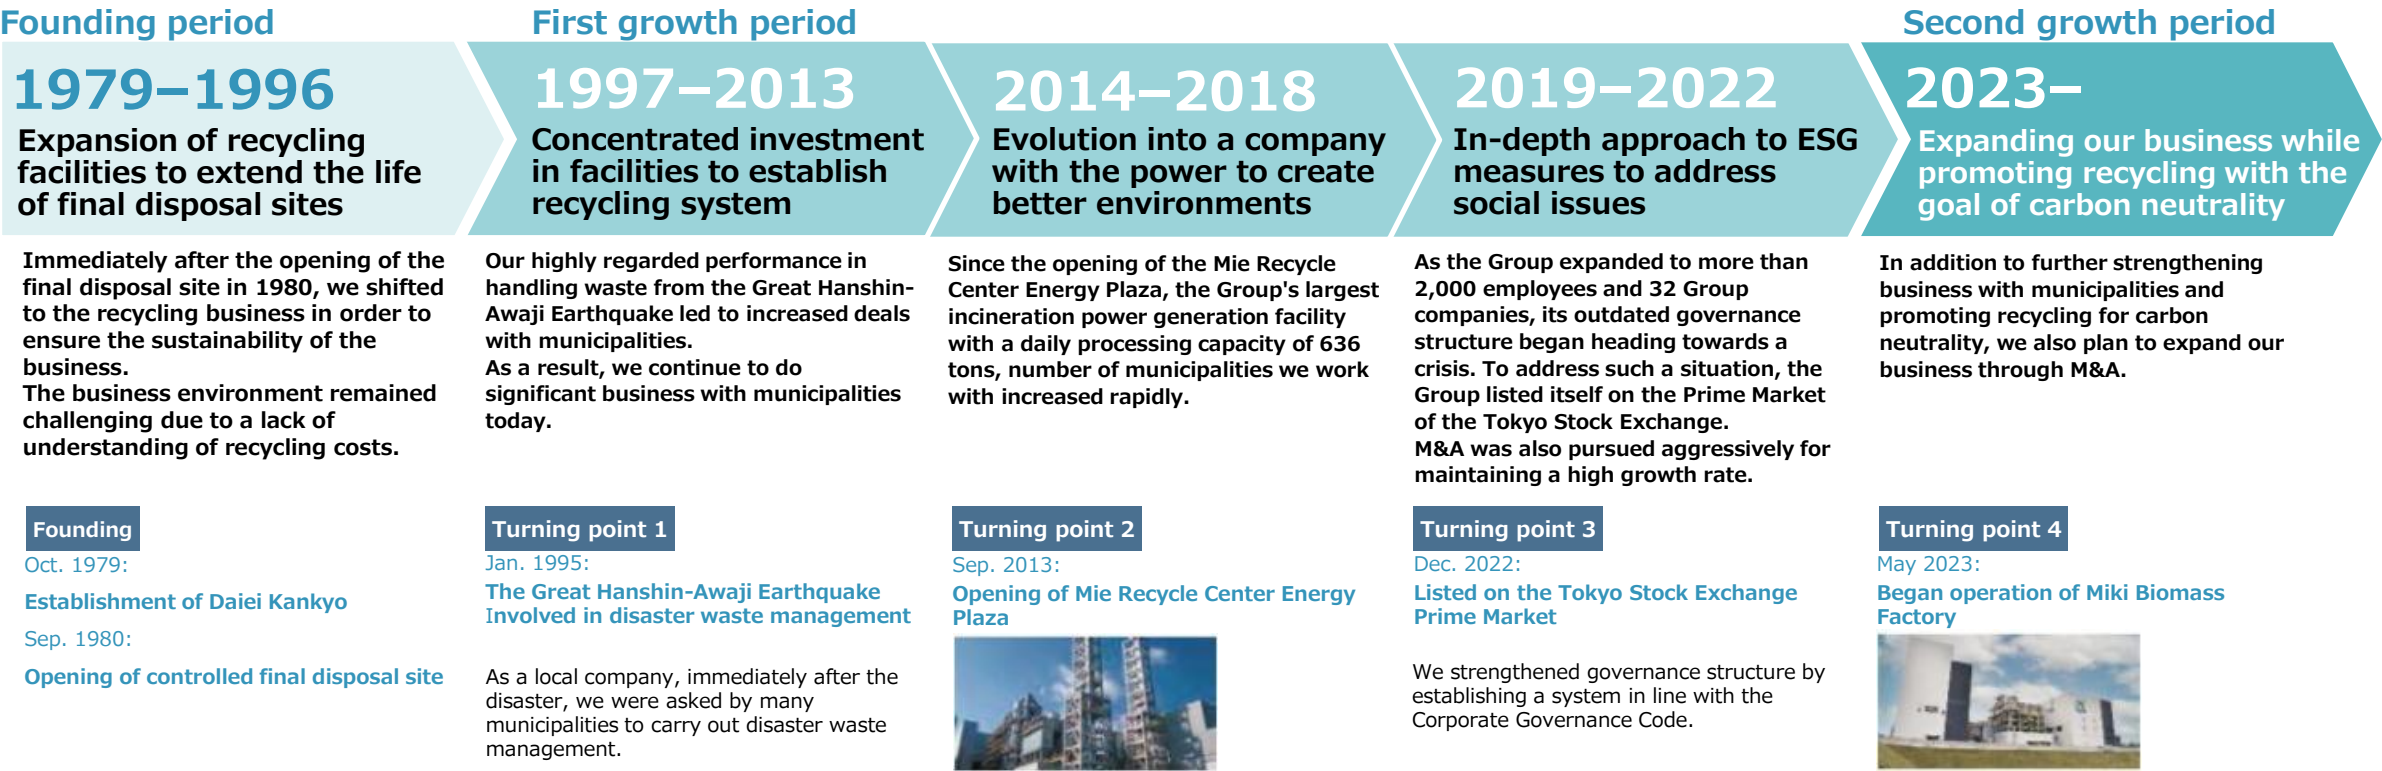 Founding period
First growth period
Second growth period
1979–1996
Expansion of recycling
facilities to extend the life
of final disposal sites
1997–2013
Concentrated investment
in facilities to establish
recycling system
2014–2018
Evolution into a company
with the power to create
better environments
2019–2022
In-depth approach to ESG
measures to address
social issues
2023–
Expanding our business while
promoting recycling with the
goal of carbon neutrality
Immediately after the opening of the
final disposal site in 1980, we shifted
to the recycling business in order to
ensure the sustainability of the
business.
The business environment remained
challenging due to a lack of
understanding of recycling costs.
Our highly regarded performance in
handling waste from the Great Hanshin-
Awaji Earthquake led to increased deals
with municipalities.
As a result, we continue to do
significant business with municipalities
today.
Since the opening of the Mie Recycle
Center Energy Plaza, the Group's largest
incineration power generation facility
with a daily processing capacity of 636
tons, number of municipalities we work
with increased rapidly.
As the Group expanded to more than
2,000 employees and 32 Group
companies, its outdated governance
structure began heading towards a
crisis. To address such a situation, the
Group listed itself on the Prime Market
of the Tokyo Stock Exchange.
M&A was also pursued aggressively for
maintaining a high growth rate.
In addition to further strengthening
business with municipalities and
promoting recycling for carbon
neutrality, we also plan to expand our
business through M&A.
Founding
Oct. 1979:
Establishment of Daiei Kankyo
Sep. 1980:
Opening of controlled final disposal site
Turning point 1
Jan. 1995:
The Great Hanshin-Awaji Earthquake
Involved in disaster waste management
As a local company, immediately after the
disaster, we were asked by many
municipalities to carry out disaster waste
management.
Turning point 2
Sep. 2013:
Opening of Mie Recycle Center Energy
Plaza
Turning point 3
Dec. 2022:
Listed on the Tokyo Stock Exchange
Prime Market
We strengthened governance structure by
establishing a system in line with the
Corporate Governance Code.
Turning point 4
May 2023:
Began operation of Miki Biomass
Factory